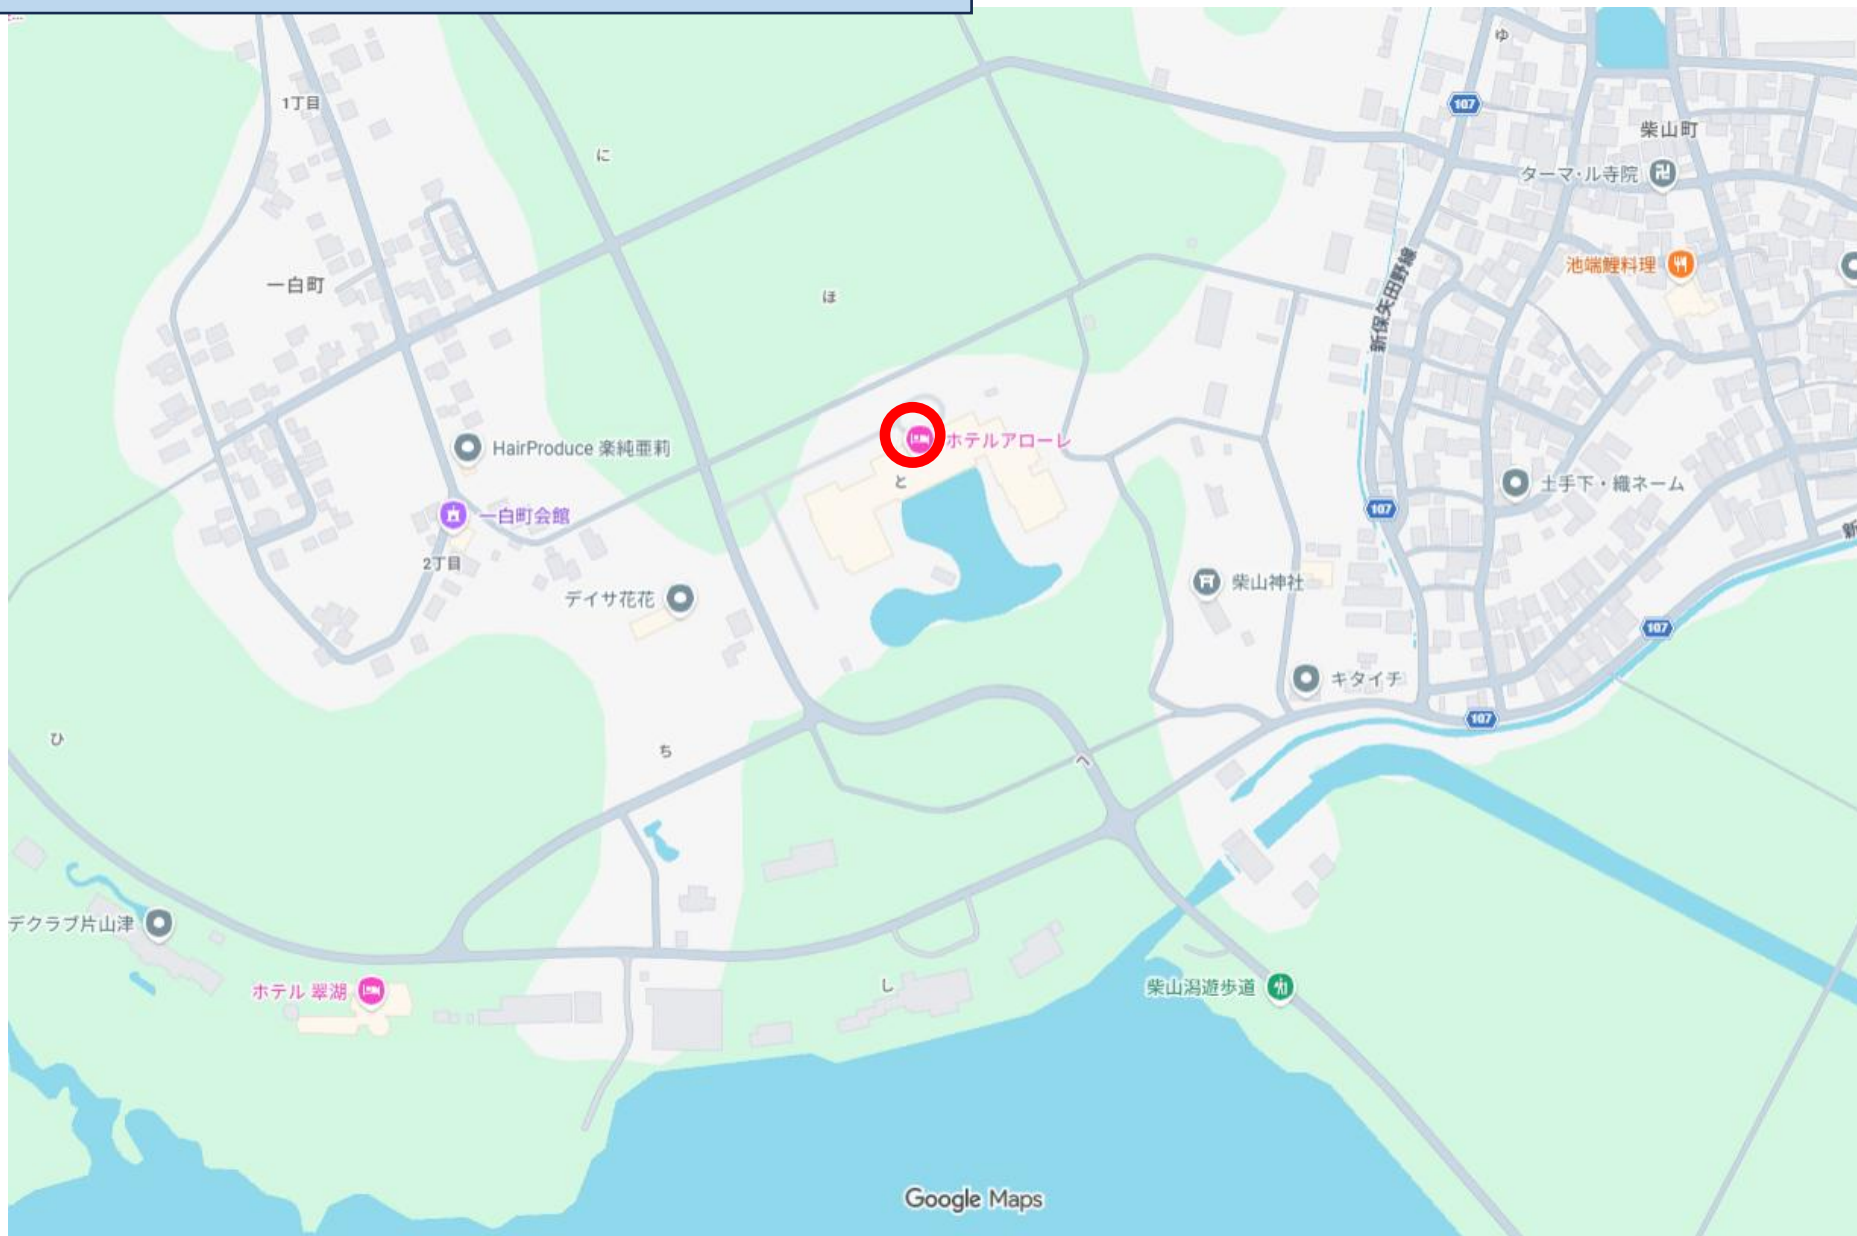 ゆ
1丁目
107
柴山町
に
ターマ・ル寺院
一白町
ほ
池端鯉料理
新保矢田野線
ホテルアローレ
HairProduce 楽純亜莉
と
土手下・織ネーム
一白町会館
107
新
2丁目
デイサ花花
柴山神社
107
キタイチ
107
ひ
ち
へ
デクラブ片山津
し
ホテル 翠湖
柴山潟遊歩道
Google Maps